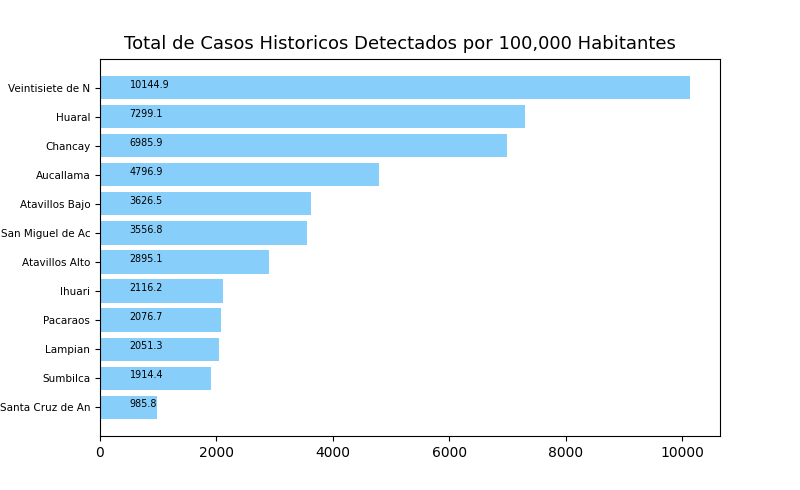 Total de Casos Historicos Detectados por 100,000 Habitantes
Veintisiete de N 10144.9
Huaral 7299.1
Chancay 6985.9
Aucallama 4796.9
Atavillos Bajo 3626.5
San Miguel de Ac 3556.8
Atavillos Alto 2895.1
Ihuari 2116.2
Pacaraos 2076.7
Lampian 2051.3
Sumbilca 1914.4
Santa Cruz de An 985.8
0 2000 4000 6000 8000 10000